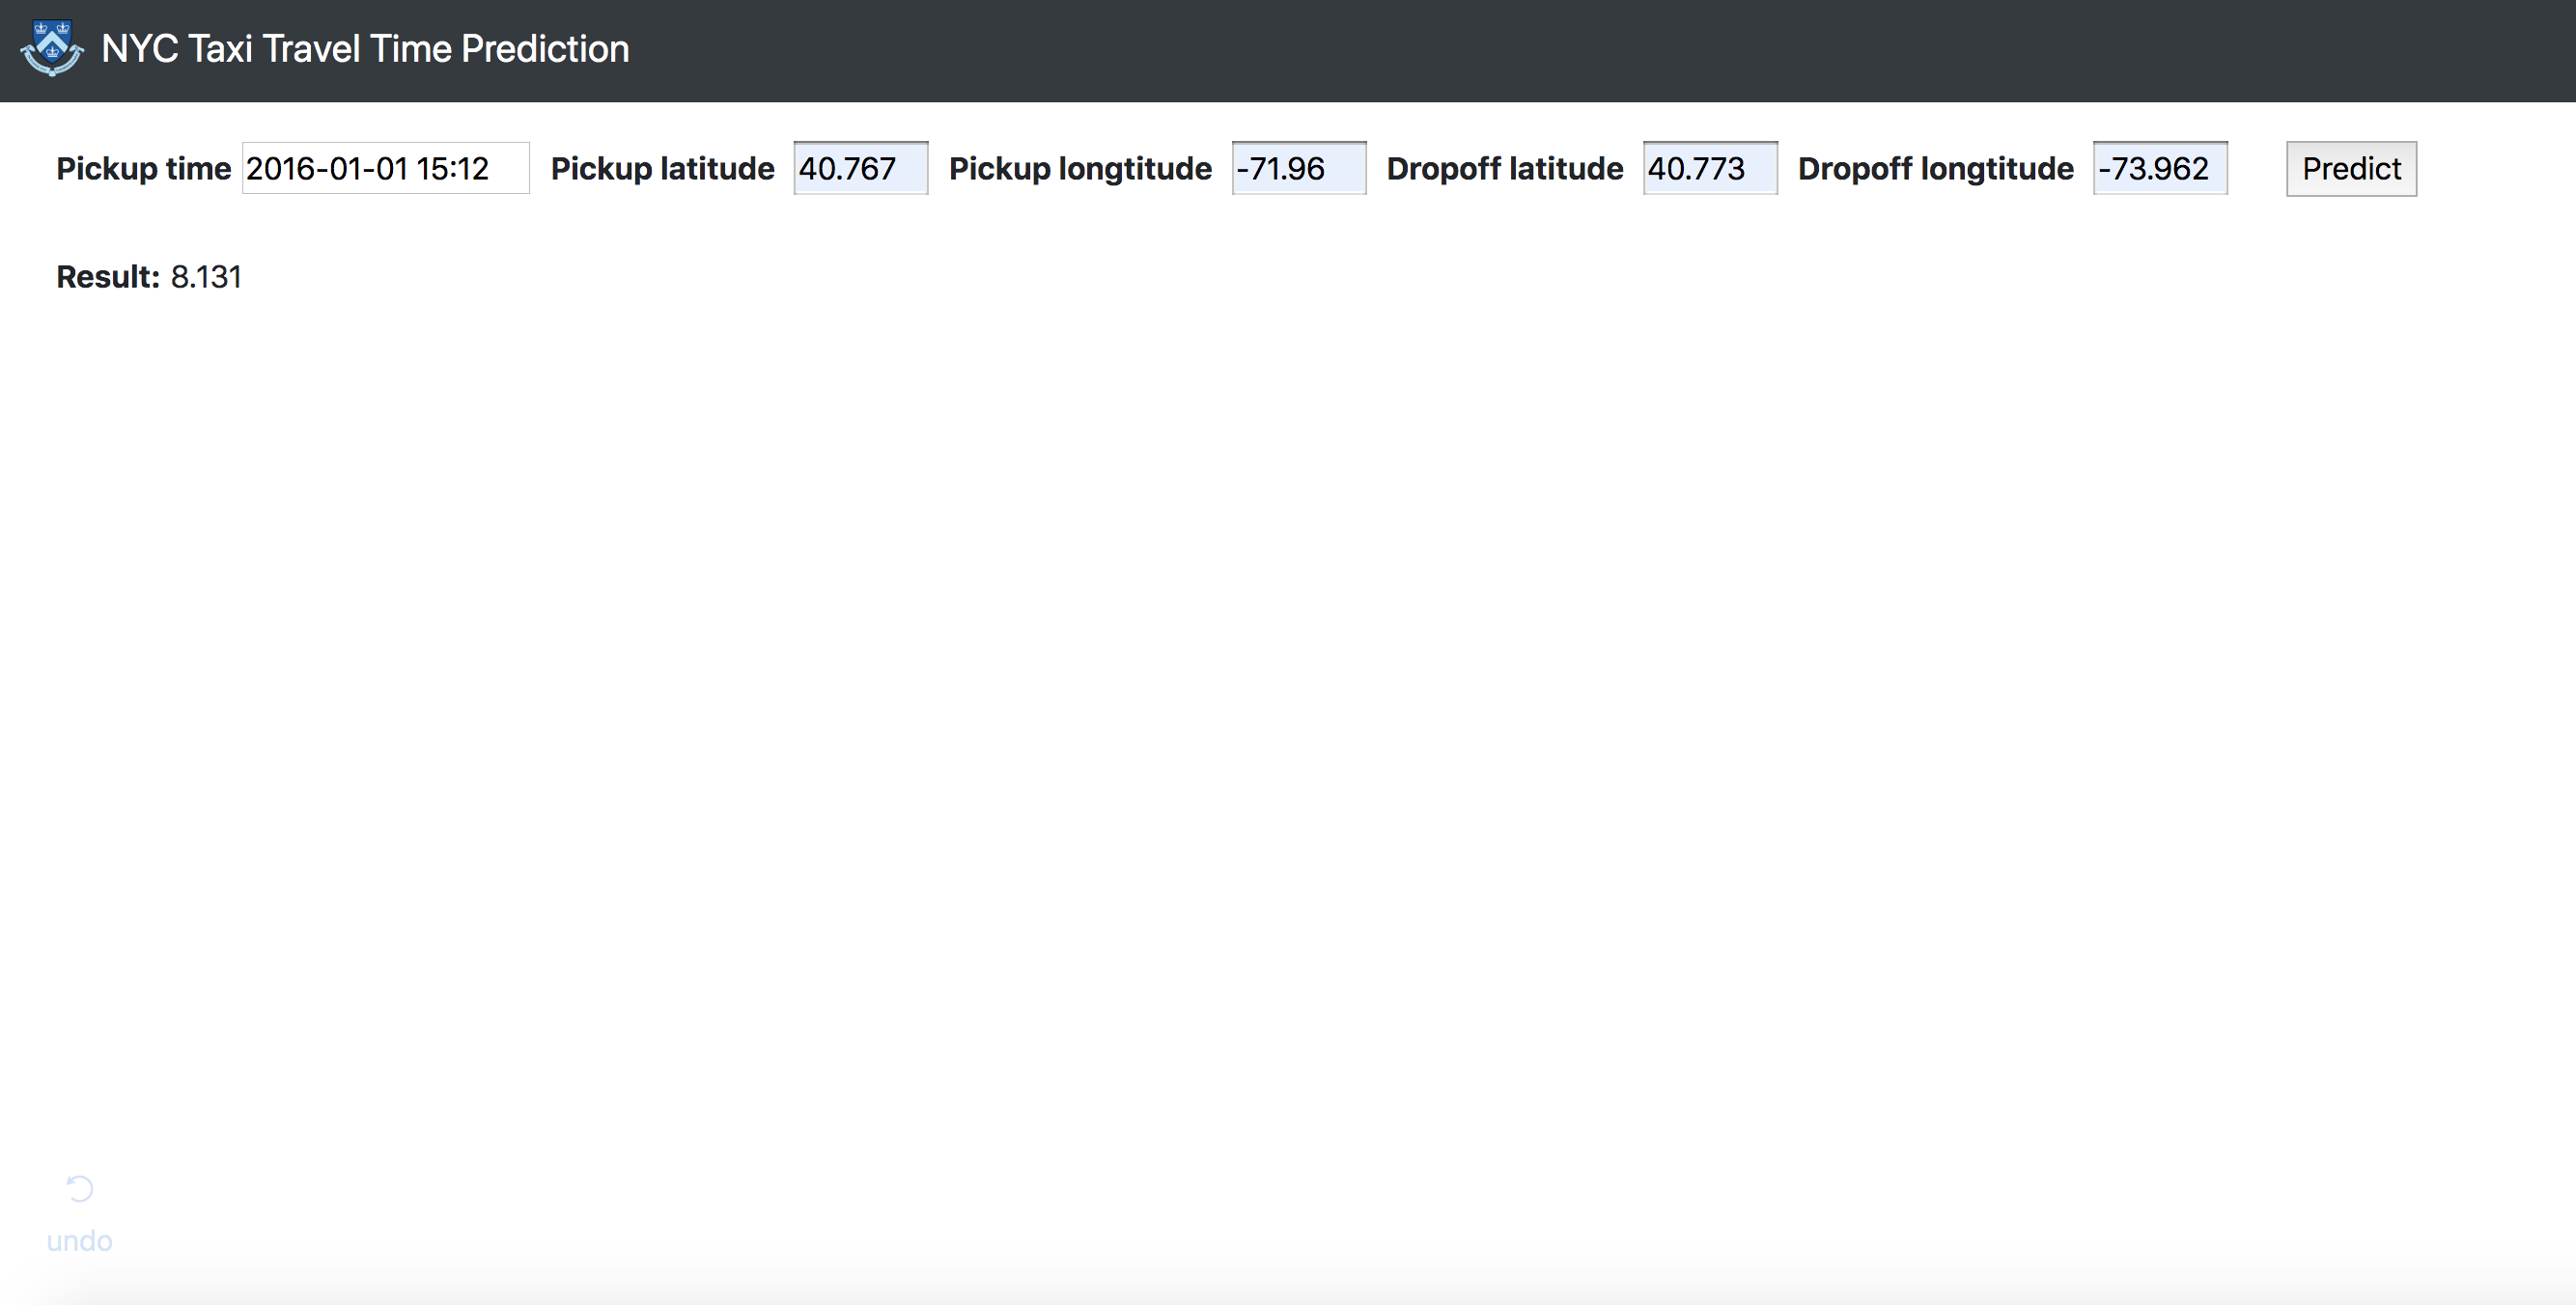 NYC Taxi Travel Time Prediction
Pickup time 2016-01-01 15:12 Pickup latitude 40.767 Pickup longtitude -71.96 Dropoff latitude 40.773 Dropoff longtitude -73.962 Predict
Result: 8.131
undo